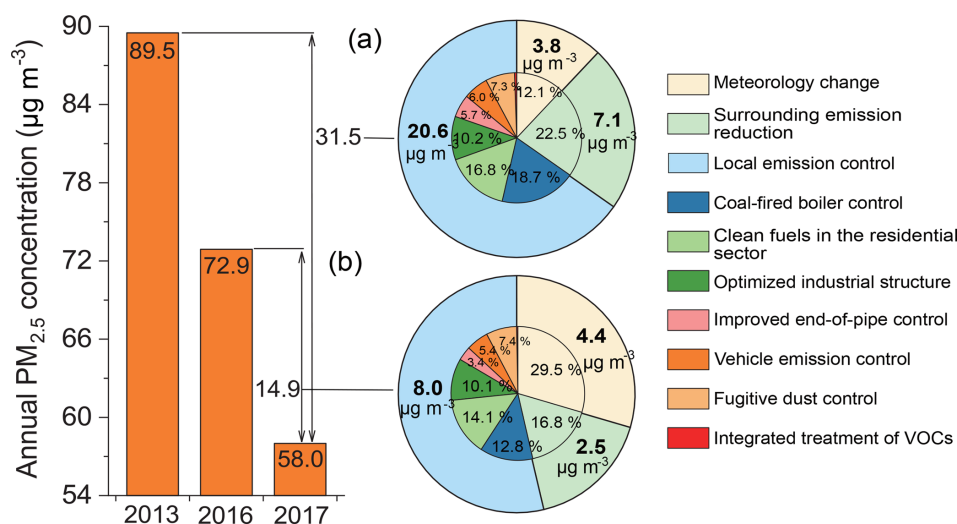 Annual PM2.5 concentration (µg m-3)
90
84
78
72
66
60
54
89.5
72.9
58.0
2013
2016
2017
31.5
14.9
(a)
3.8
µg m-3
7.1
µg m-3
20.6
µg m-3
12.1 %
22.5 %
18.7 %
16.8 %
10.2 %
5.7 %
6.0 %
7.3 %
(b)
4.4
µg m-3
2.5
µg m-3
8.0
µg m-3
29.5 %
16.8 %
12.8 %
14.1 %
10.1 %
3.4 %
5.4 %
7.4 %
Meteorology change
Surrounding emission
reduction
Local emission control
Coal-fired boiler control
Clean fuels in the residential
sector
Optimized industrial structure
Improved end-of-pipe control
Vehicle emission control
Fugitive dust control
Integrated treatment of VOCs